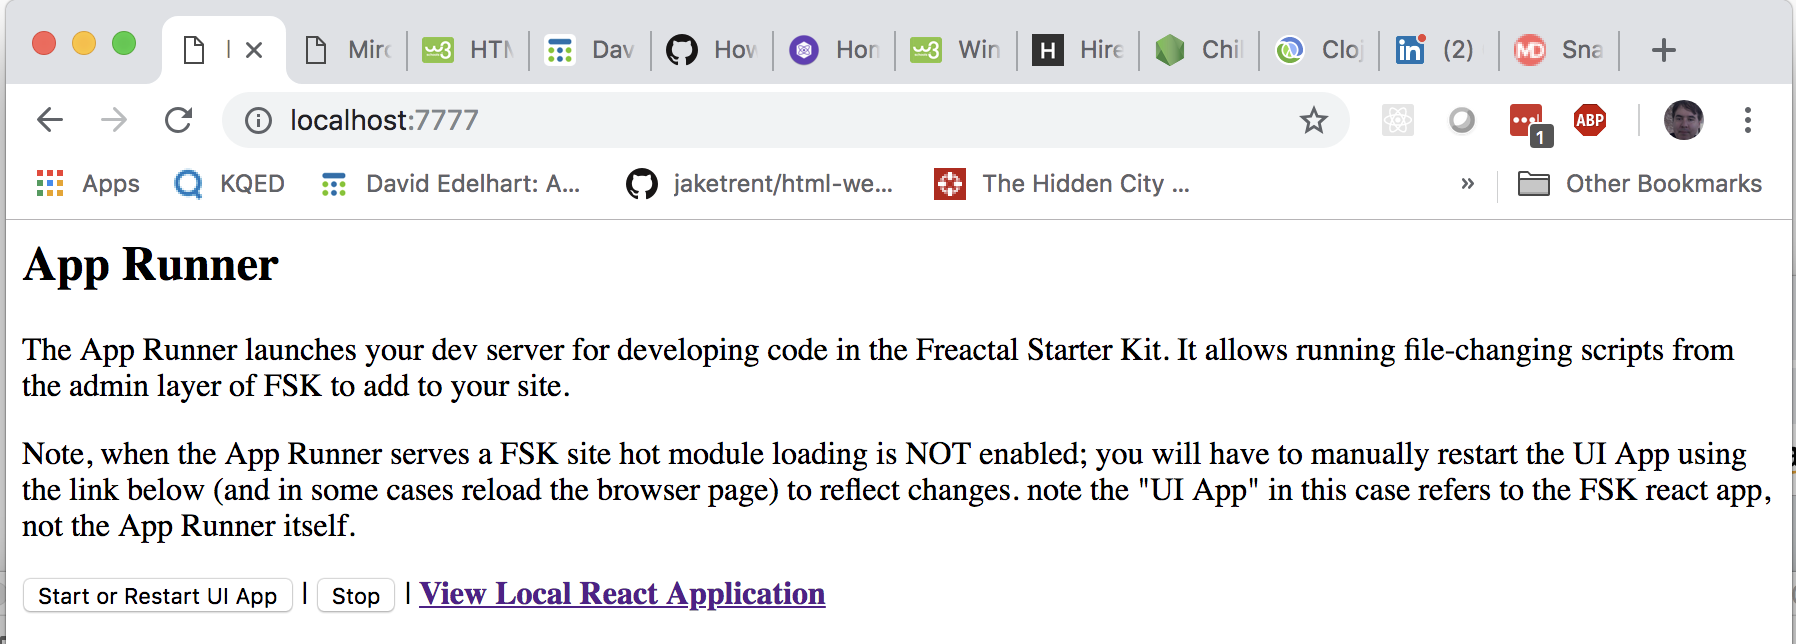 Mirc HTM Dav How Hon Win Hire Chil Cloj (2) Sna
localhost:7777
1 ABP
Apps KQED David Edelhart: A... jaketrent/html-we... The Hidden City ... » Other Bookmarks
App Runner
The App Runner launches your dev server for developing code in the Freactal Starter Kit. It allows running file-changing scripts from
the admin layer of FSK to add to your site.
Note, when the App Runner serves a FSK site hot module loading is NOT enabled; you will have to manually restart the UI App using
the link below (and in some cases reload the browser page) to reflect changes. note the "UI App" in this case refers to the FSK react app,
not the App Runner itself.
Start or Restart UI App | Stop | View Local React Application